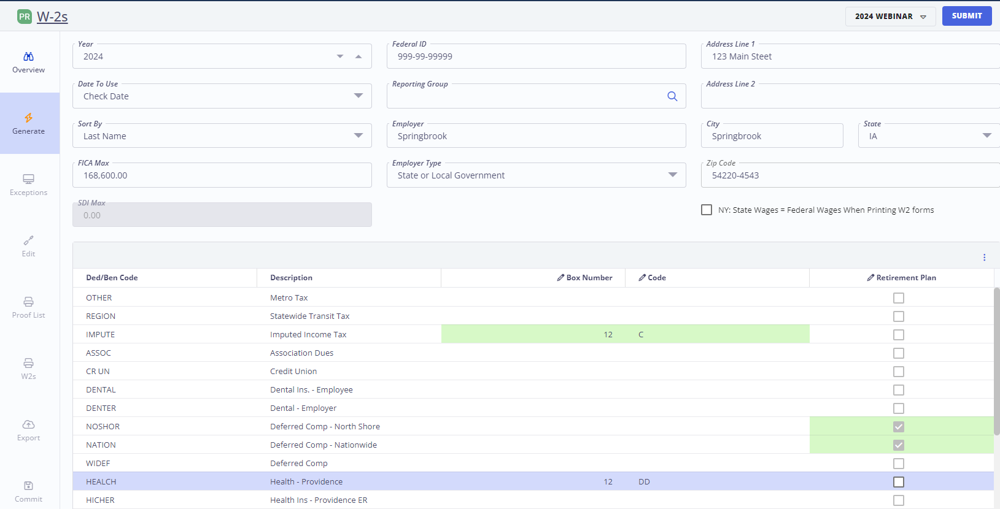 PR W-2s 2024 WEBINAR SUBMIT
Year Federal ID Address Line 1
2024 999-99-99999 123 Main Steet
Overview
Date To Use Reporting Group Address Line 2
Check Date
Generate
Sort By Employer City State
Last Name Springbrook Springbrook IA
FICA Max Employer Type Zip Code
168,600.00 State or Local Government 54220-4543
Exceptions
SDI Max
0.00 NY: State Wages = Federal Wages When Printing W2 forms
Edit
Ded/Ben Code Description Box Number Code Retirement Plan
OTHER Metro Tax
Proof List
REGION Statewide Transit Tax
IMPUTE Imputed Income Tax 12 C
ASSOC Association Dues
CR UN Credit Union
W2s
DENTAL Dental Ins. - Employee
DENTER Dental - Employer
NOSHOR Deferred Comp - North Shore
Export
NATION Deferred Comp - Nationwide
WIDEF Deferred Comp
HEALCH Health - Providence 12 DD
Commit
HICHER Health Ins - Providence ER